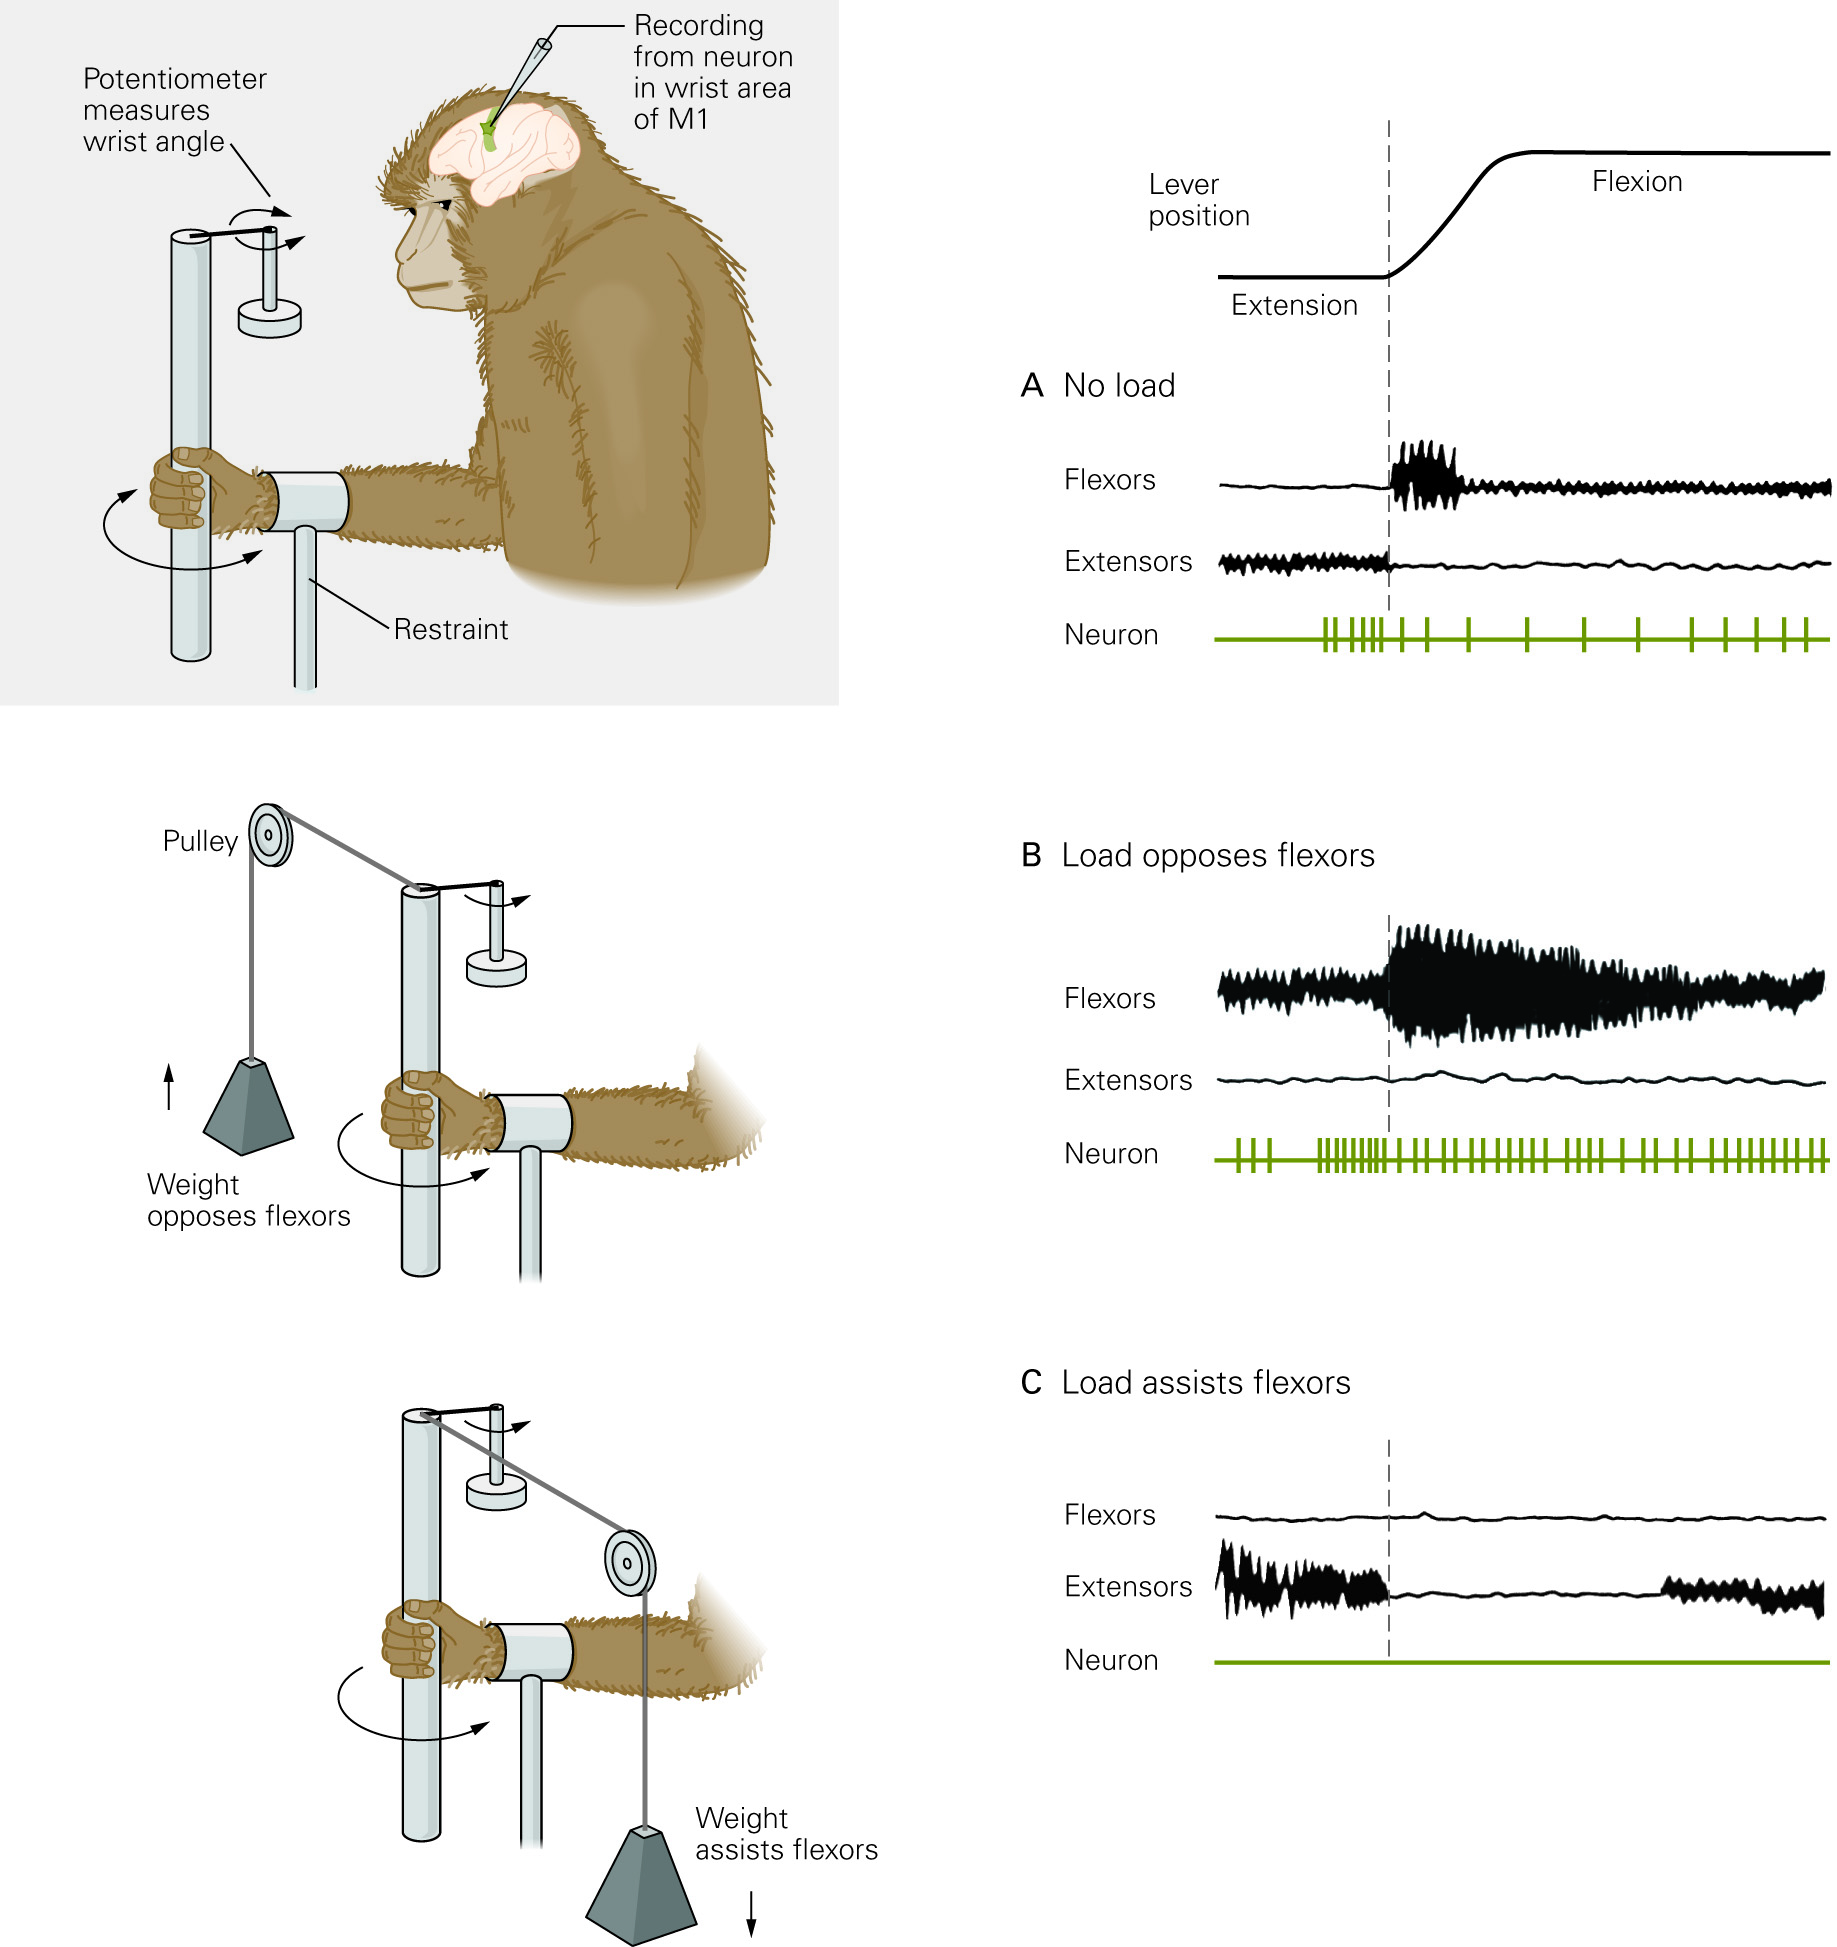 Recording
from neuron
in wrist area
of M1
Potentiometer
measures
wrist angle
Restraint
Lever
position
Flexion
Extension
A No load
Flexors
Extensors
Neuron
Pulley
Weight
opposes flexors
B Load opposes flexors
Flexors
Extensors
Neuron
C Load assists flexors
Flexors
Extensors
Neuron
Weight
assists flexors